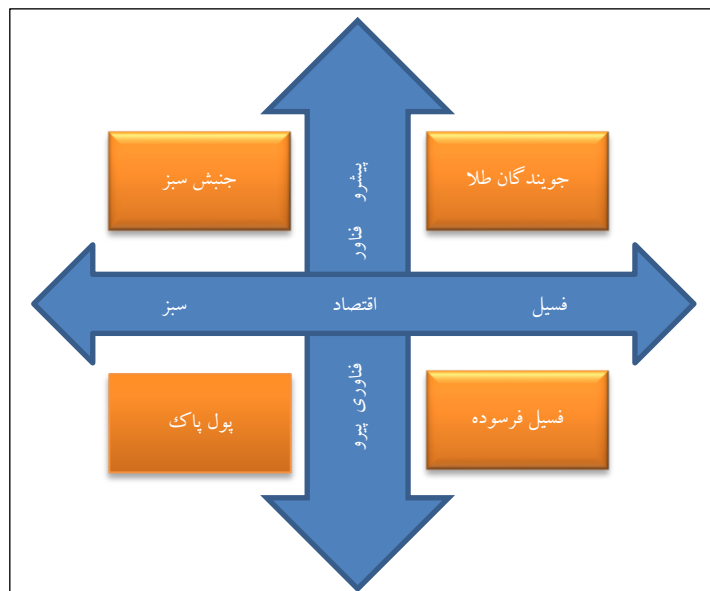 جویندگان طلا
جنبش سبز
پیشرو فناور
فسیل اقتصاد سبز
فناوری پیرو
فسیل فرسوده
پول پاک